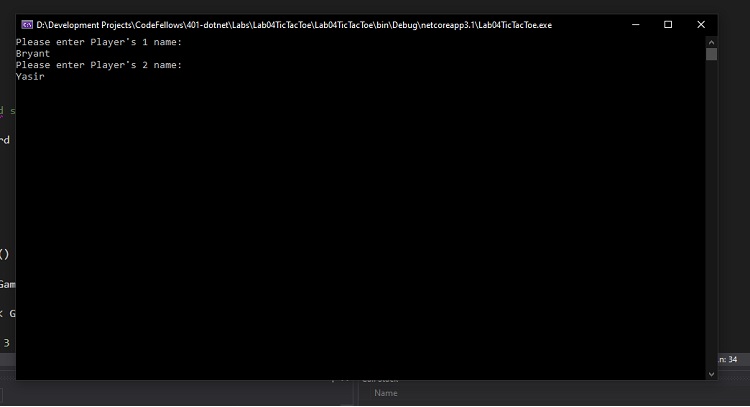 D:\Development Projects\CodeFellows\401-dotnet\Labs\Lab04TicTacToe\Lab04TicTacToe\bin\Debug\netcoreapp3.1\Lab04TicTacToe.exe
Please enter Player's 1 name:
Bryant
Please enter Player's 2 name:
Yasir
d s
rd
()
Gam
G
3
n: 34
Name